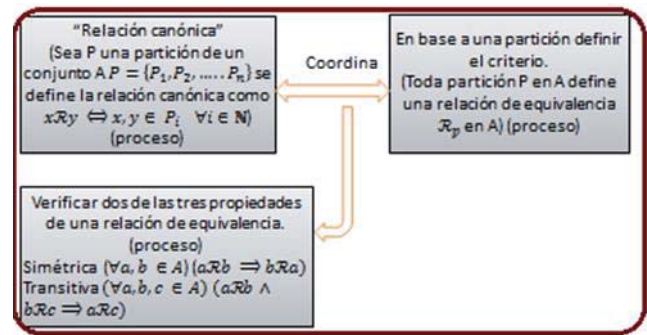 “Relación canónica”
(Sea P una partición de un
conjunto A P = {P₁, P₂, ..... Pₙ} se
define la relación canónica como
xℛy ⟺ x, y ∈ Pᵢ ∀i ∈ ℕ)
(proceso)
Coordina
En base a una partición definir
el criterio.
(Toda partición P en A define
una relación de equivalencia
ℛₚ en A) (proceso)
Verificar dos de las tres propiedades
de una relación de equivalencia.
(proceso)
Simétrica (∀a, b ∈ A) (aℛb ⟹ bℛa)
Transitiva (∀a, b, c ∈ A) (aℛb ∧
bℛc ⟹ aℛc)